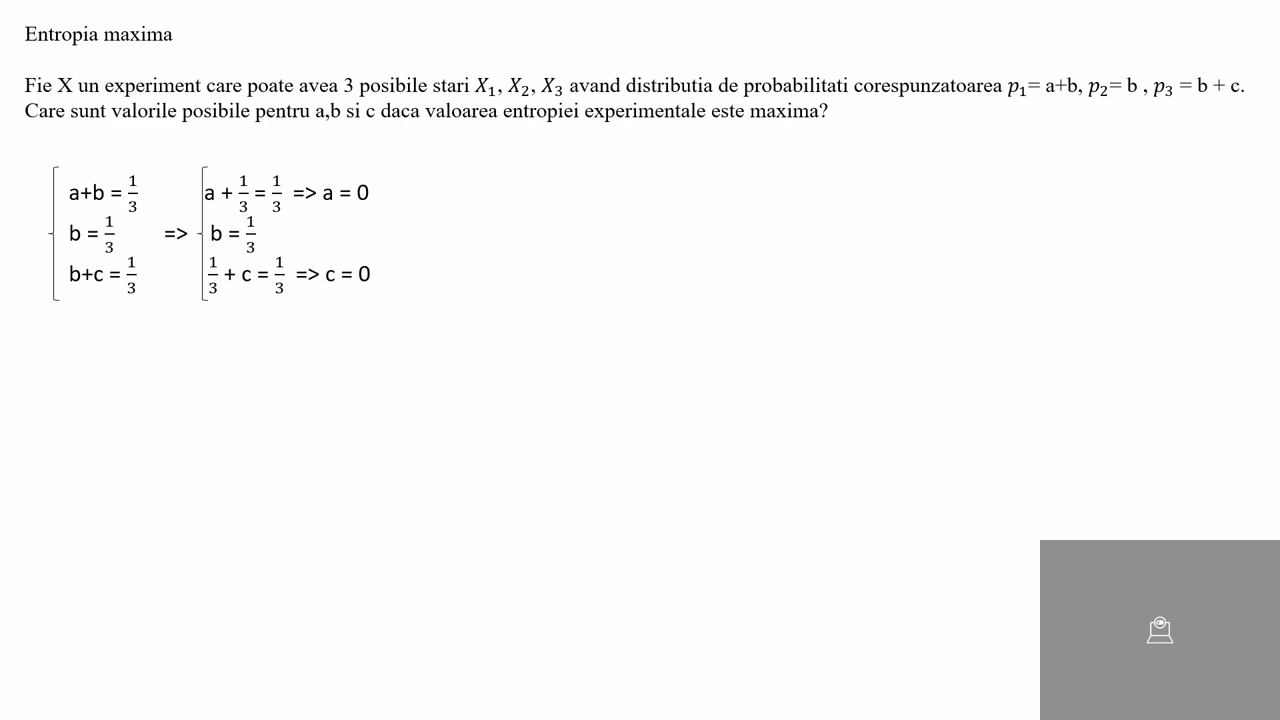 Entropia maxima
Fie X un experiment care poate avea 3 posibile stari X₁, X₂, X₃ avand distributia de probabilitati corespunzatoarea p₁= a+b, p₂= b , p₃ = b + c.
Care sunt valorile posibile pentru a,b si c daca valoarea entropiei experimentale este maxima?
a+b = 1/3 a + 1/3 = 1/3 => a = 0
b = 1/3 => b = 1/3
b+c = 1/3 1/3 + c = 1/3 => c = 0